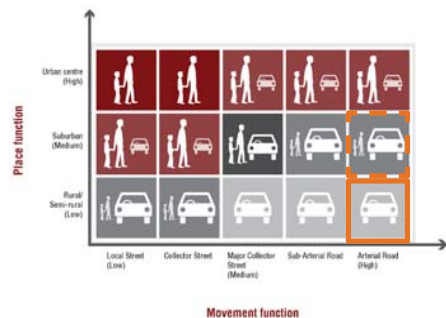 Place function
Urban centre
(High)
Suburban
(Medium)
Rural/
Semi-rural
(Low)
Local Street
(Low)
Collector Street
Major Collector
Street
(Medium)
Sub-Arterial Road
Arterial Road
(High)
Movement function